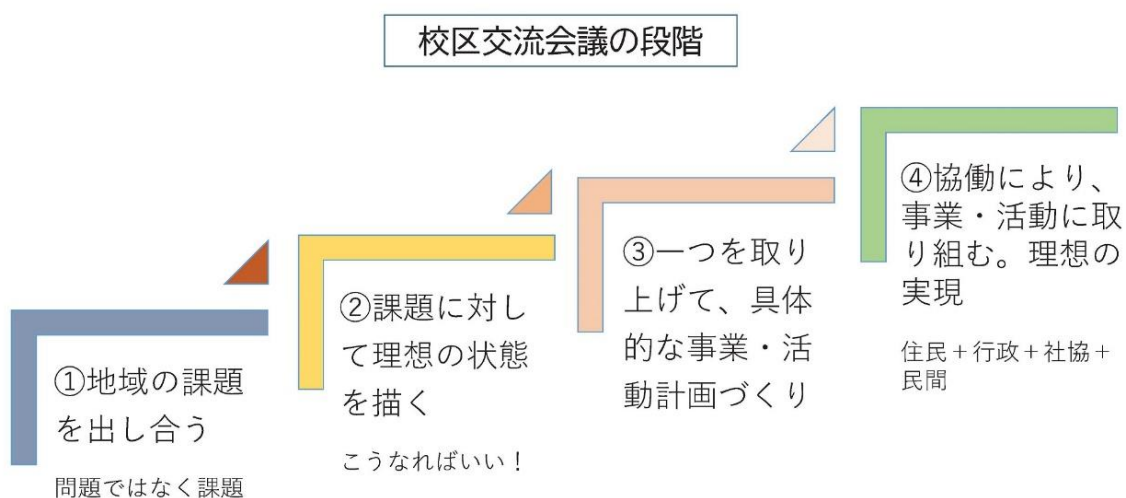 校区交流会議の段階
①地域の課題
を出し合う
問題ではなく課題
②課題に対し
て理想の状態
を描く
こうなればいい！
③一つを取り
上げて、具体
的な事業・活
動計画づくり
④協働により、
事業・活動に取
り組む。理想の
実現
住民＋行政＋社協＋
民間